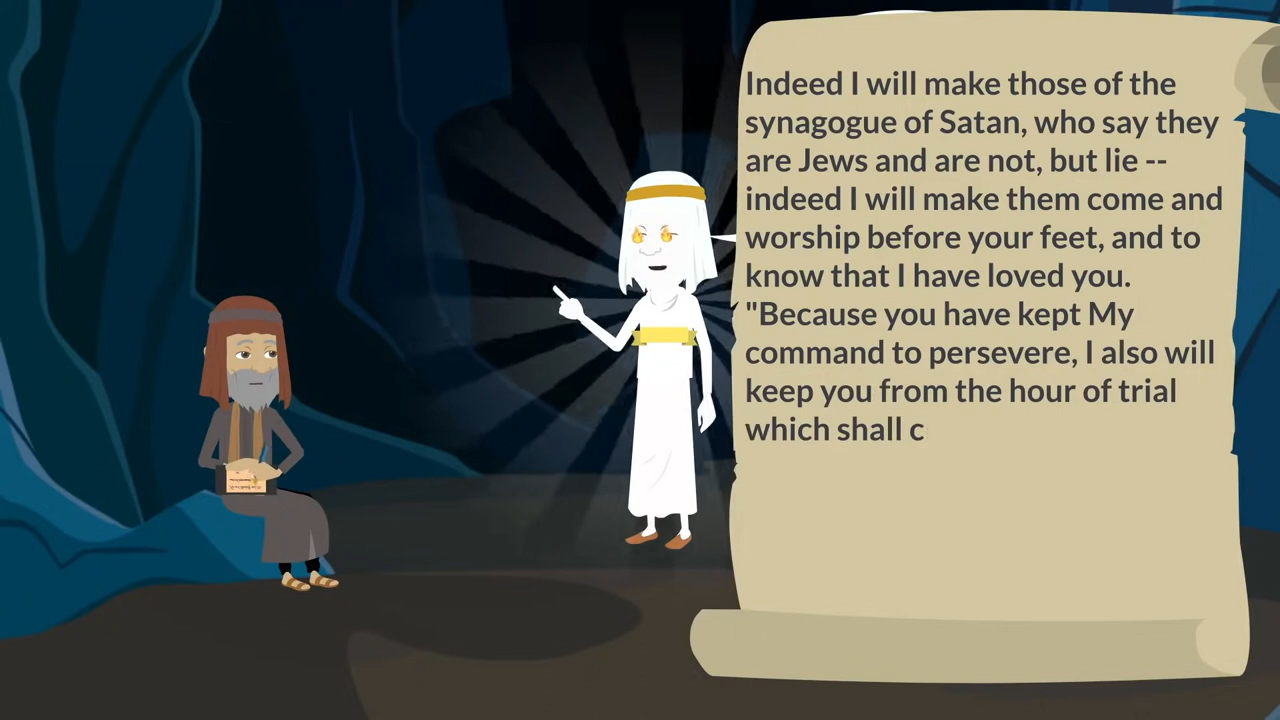 Indeed I will make those of the
synagogue of Satan, who say they
are Jews and are not, but lie --
indeed I will make them come and
worship before your feet, and to
know that I have loved you.
"Because you have kept My
command to persevere, I also will
keep you from the hour of trial
which shall c